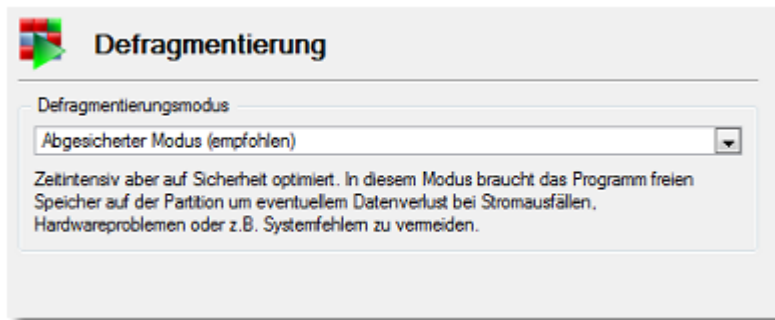 Defragmentierung
Defragmentierungsmodus
Abgesicherter Modus (empfohlen)
Zeitintensiv aber auf Sicherheit optimiert. In diesem Modus braucht das Programm freien
Speicher auf der Partition um eventuellem Datenverlust bei Stromausfällen,
Hardwareproblemen oder z.B. Systemfehlern zu vermeiden.